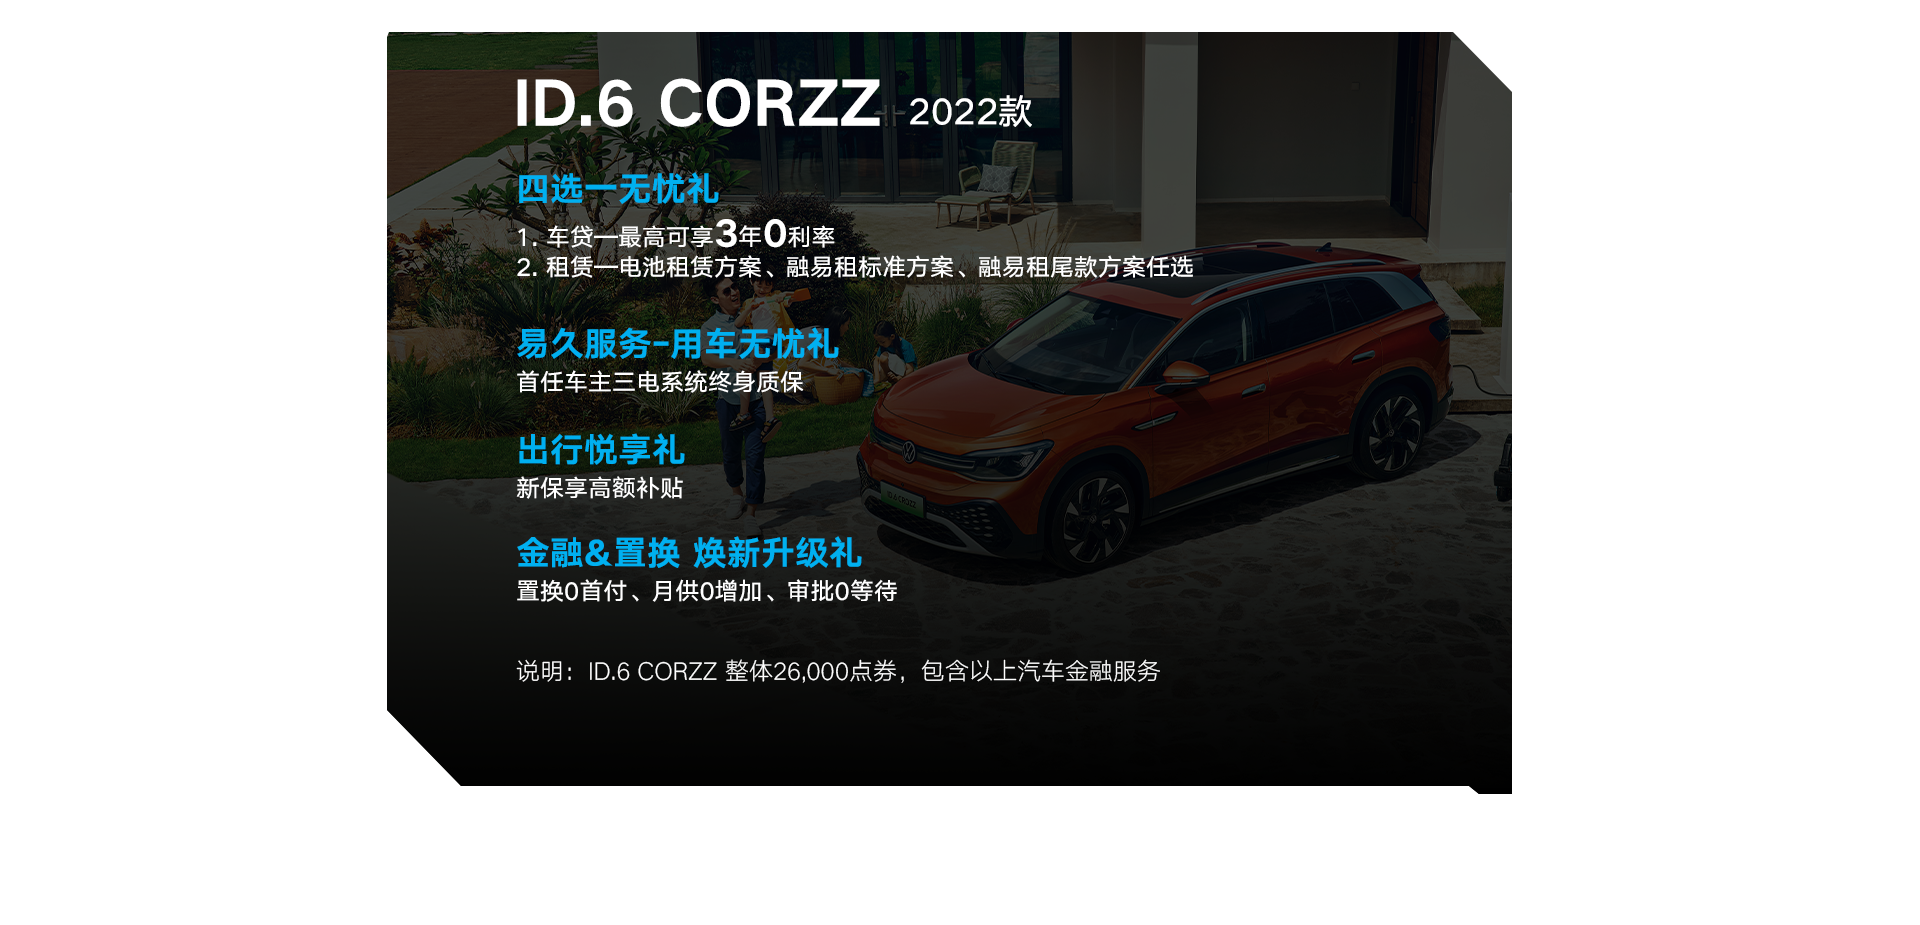 ID.6 CORZZ 2022款
四选一无忧礼
1. 车贷—最高可享3年0利率
2. 租赁—电池租赁方案、融易租标准方案、融易租尾款方案任选
易久服务-用车无忧礼
首任车主三电系统终身质保
出行悦享礼
新保享高额补贴
ID.6 CROZZ
金融&置换 焕新升级礼
置换0首付、月供0增加、审批0等待
说明：ID.6 CORZZ 整体26,000点券，包含以上汽车金融服务